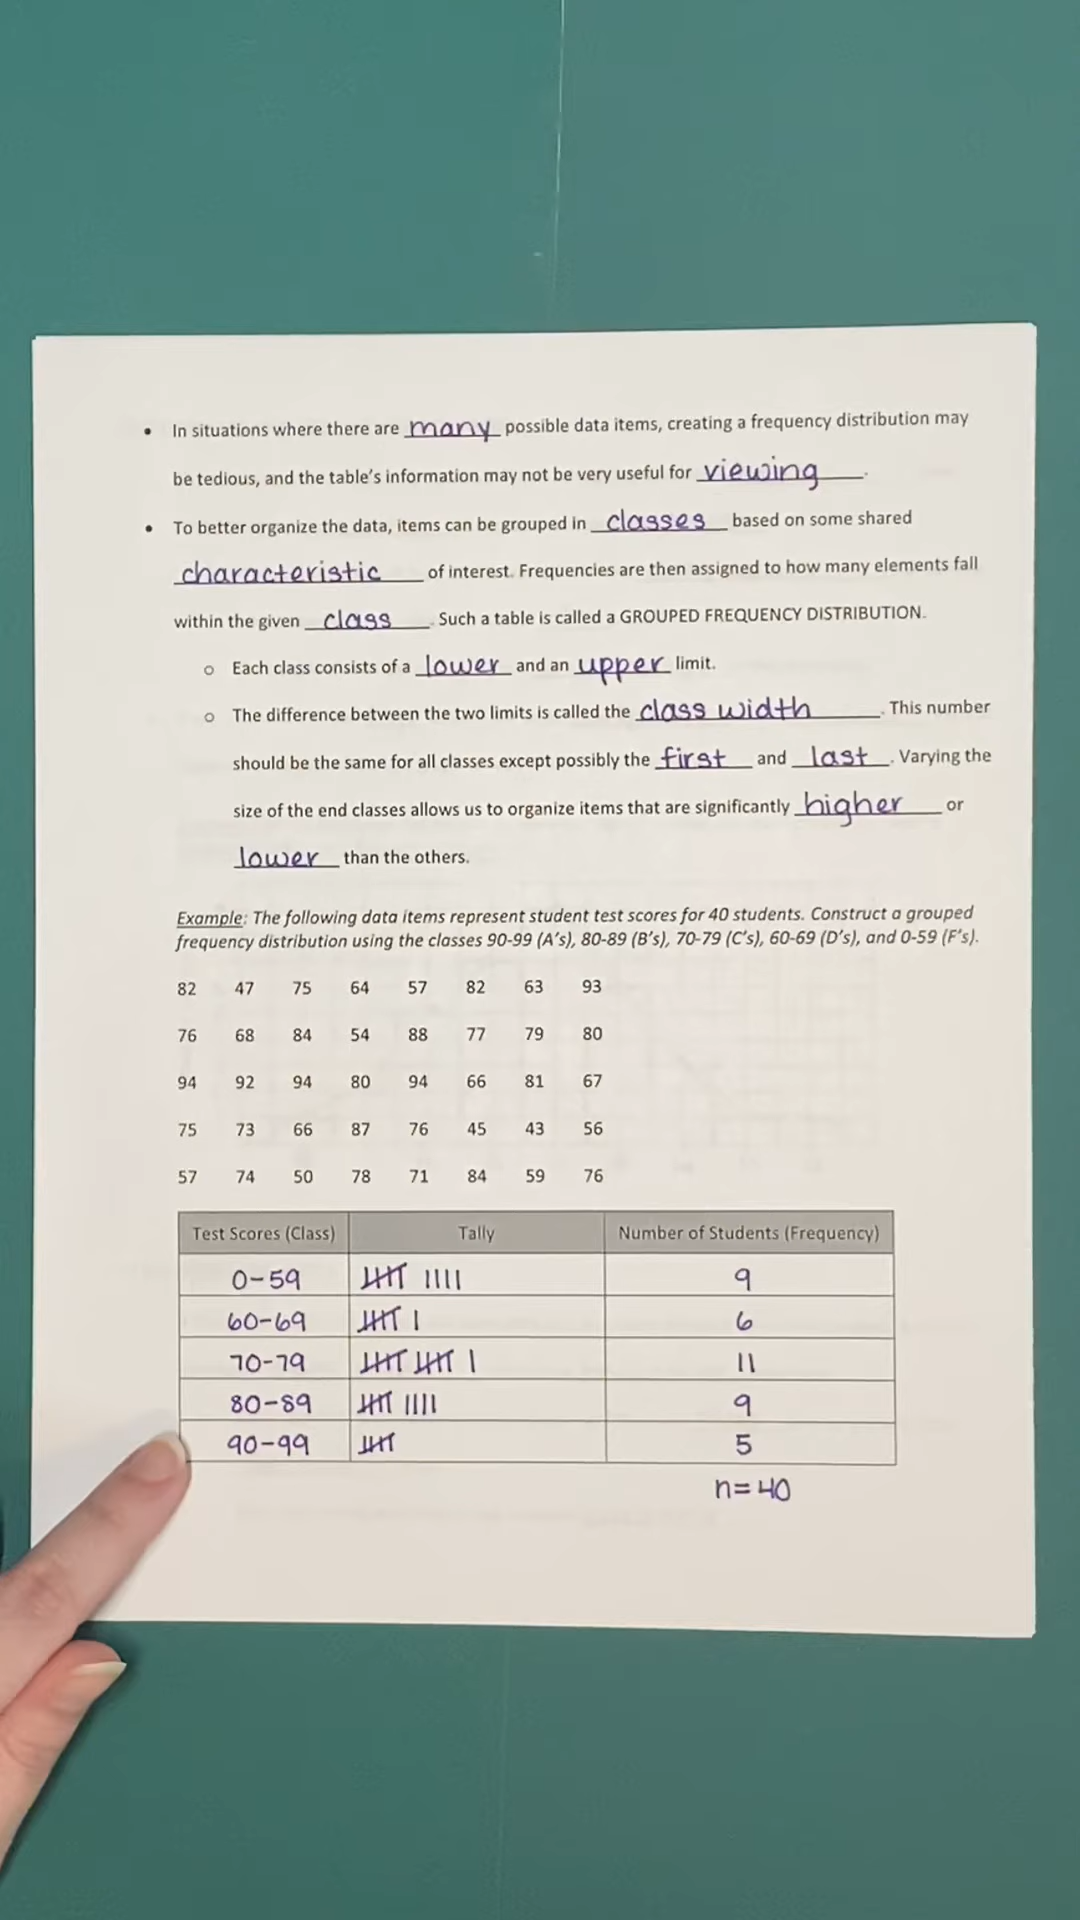 • In situations where there are many possible data items, creating a frequency distribution may
be tedious, and the table's information may not be very useful for viewing.
• To better organize the data, items can be grouped in classes based on some shared
characteristic of interest. Frequencies are then assigned to how many elements fall
within the given class. Such a table is called a GROUPED FREQUENCY DISTRIBUTION.
o Each class consists of a lower and an upper limit.
o The difference between the two limits is called the class width. This number
should be the same for all classes except possibly the first and last. Varying the
size of the end classes allows us to organize items that are significantly higher or
lower than the others.
Example: The following data items represent student test scores for 40 students. Construct a grouped
frequency distribution using the classes 90-99 (A's), 80-89 (B's), 70-79 (C's), 60-69 (D's), and 0-59 (F's).
82 47 75 64 57 82 63 93
76 68 84 54 88 77 79 80
94 92 94 80 94 66 81 67
75 73 66 87 76 45 43 56
57 74 50 78 71 84 59 76
Test Scores (Class) Tally Number of Students (Frequency)
0-59 𝍸 IIII 9
60-69 𝍸 I 6
70-79 𝍸 𝍸 I 11
80-89 𝍸 IIII 9
90-99 𝍸 5
n=40